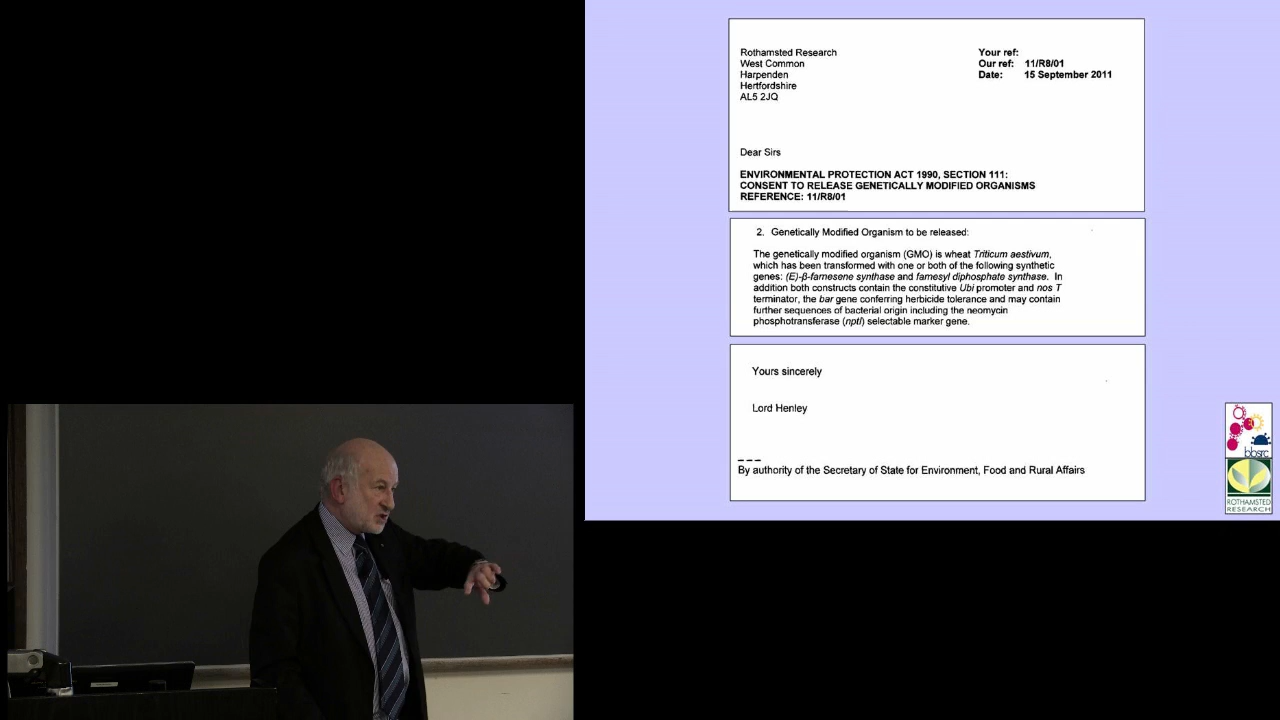 Rothamsted Research
West Common
Harpenden
Hertfordshire
AL5 2JQ
Your ref:
Our ref: 11/R8/01
Date: 15 September 2011
Dear Sirs
ENVIRONMENTAL PROTECTION ACT 1990, SECTION 111:
CONSENT TO RELEASE GENETICALLY MODIFIED ORGANISMS
REFERENCE: 11/R8/01
2. Genetically Modified Organism to be released:
The genetically modified organism (GMO) is wheat Triticum aestivum,
which has been transformed with one or both of the following synthetic
genes: (E)-β-farnesene synthase and farnesyl diphosphate synthase. In
addition both constructs contain the constitutive Ubi promoter and nos T
terminator, the bar gene conferring herbicide tolerance and may contain
further sequences of bacterial origin including the neomycin
phosphotransferase (nptI) selectable marker gene.
Yours sincerely
Lord Henley
By authority of the Secretary of State for Environment, Food and Rural Affairs
bbsrc
ROTHAMSTED
RESEARCH